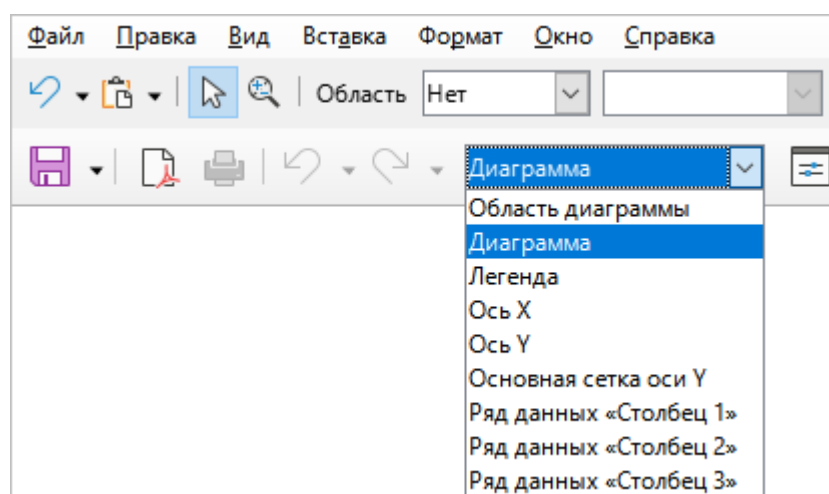 Файл Правка Вид Вставка Формат Окно Справка
Область Нет
Диаграмма
Область диаграммы
Диаграмма
Легенда
Ось X
Ось Y
Основная сетка оси Y
Ряд данных «Столбец 1»
Ряд данных «Столбец 2»
Ряд данных «Столбец 3»